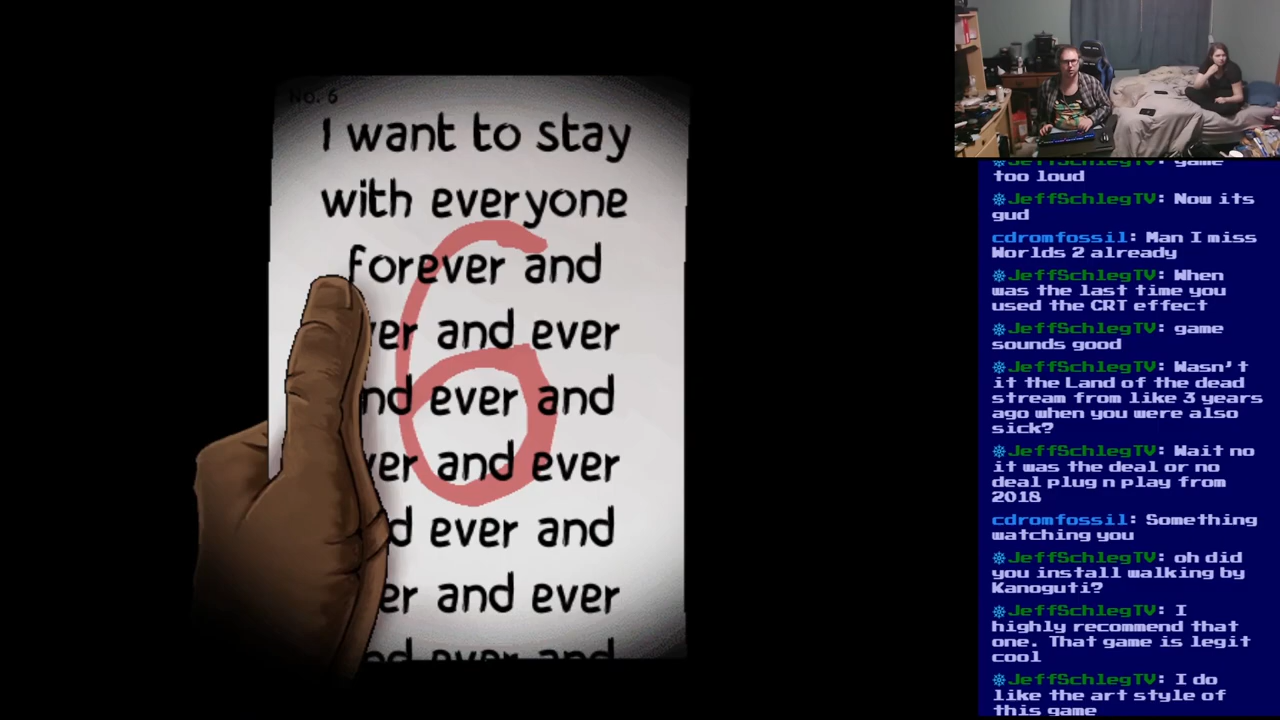 No. 6
I want to stay
with everyone
forever and
ver and ever
nd ever and
ver and ever
d ever and
er and ever
nd ever and
6
JeffSchlegTV: game
too loud
JeffSchlegTV: Now its
gud
cdromfossil: Man I miss
Worlds 2 already
JeffSchlegTV: When
was the last time you
used the CRT effect
JeffSchlegTV: game
sounds good
JeffSchlegTV: Wasn't
it the Land of the dead
stream from like 3 years
ago when you were also
sick?
JeffSchlegTV: Wait no
it was the deal or no
deal plug n play from
2018
cdromfossil: Something
watching you
JeffSchlegTV: oh did
you install walking by
Kanoguti?
JeffSchlegTV: I
highly recommend that
one. That game is legit
cool
JeffSchlegTV: I do
like the art style of
this game